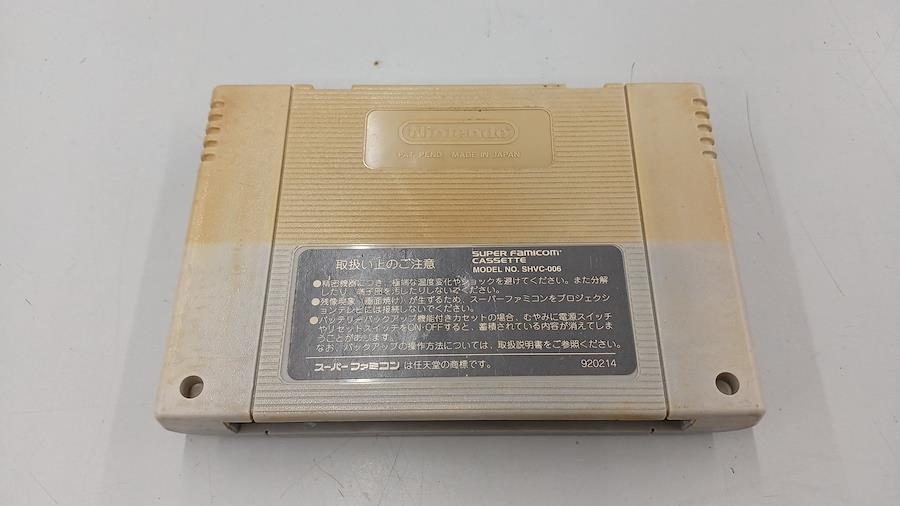 Nintendo
PAT. PEND. MADE IN JAPAN
取扱い上のご注意
SUPER FAMICOM
CASSETTE
MODEL NO. SHVC-006
●精密機器につき、極端な温度変化やショックを避けてください。また分解
したり、端子部を汚したりしないでください。
●残像現象(画面焼け)が生ずるため、スーパーファミコンをプロジェクシ
ョンテレビには接続しないでください。
●バッテリーバックアップ機能付きカセットの場合、むやみに電源スイッチ
やリセットスイッチをON・OFFすると、蓄積されている内容が消えてしま
うことがあります。
なお、バックアップの操作方法については、取扱説明書をご参照ください。
スーパーファミコンは任天堂の商標です。
920214